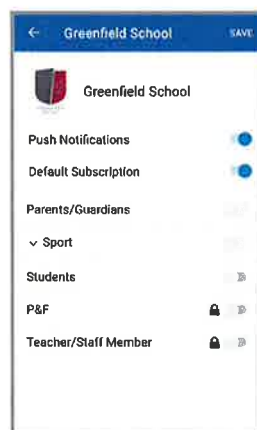 Greenfield School
SAVE
Greenfield School
Push Notifications
Default Subscription
Parents/Guardians
Sport
Students
P&F
Teacher/Staff Member